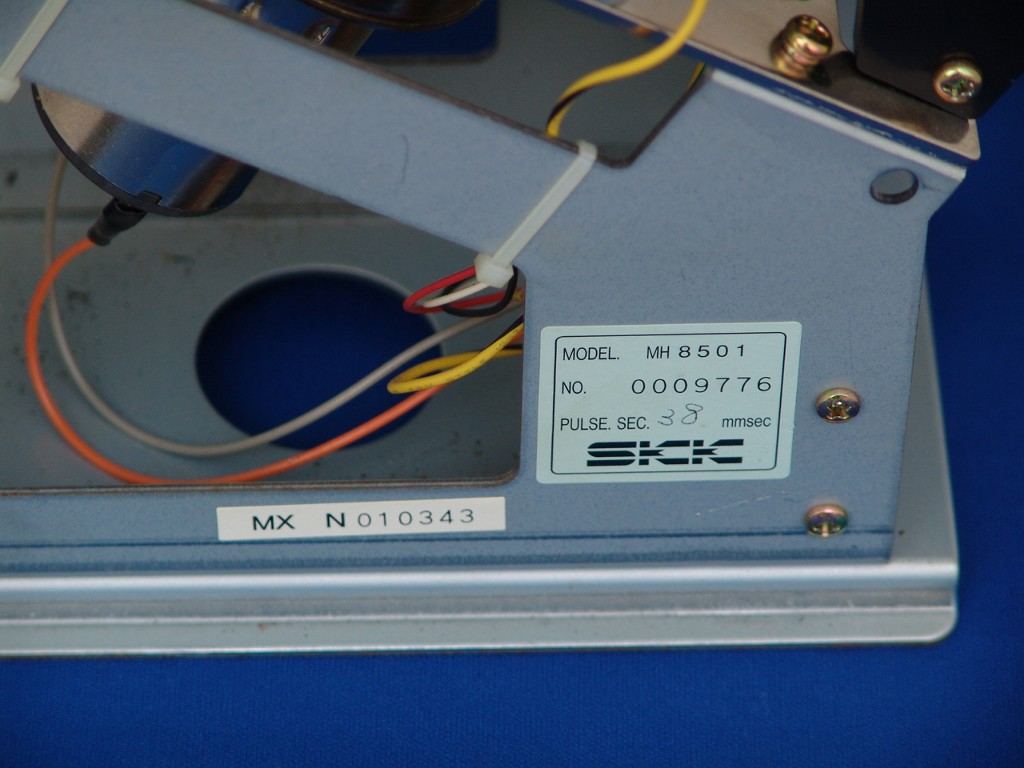 MODEL. MH 8501
NO. 0009776
PULSE. SEC. 38 mmsec
SKK
MX N010343